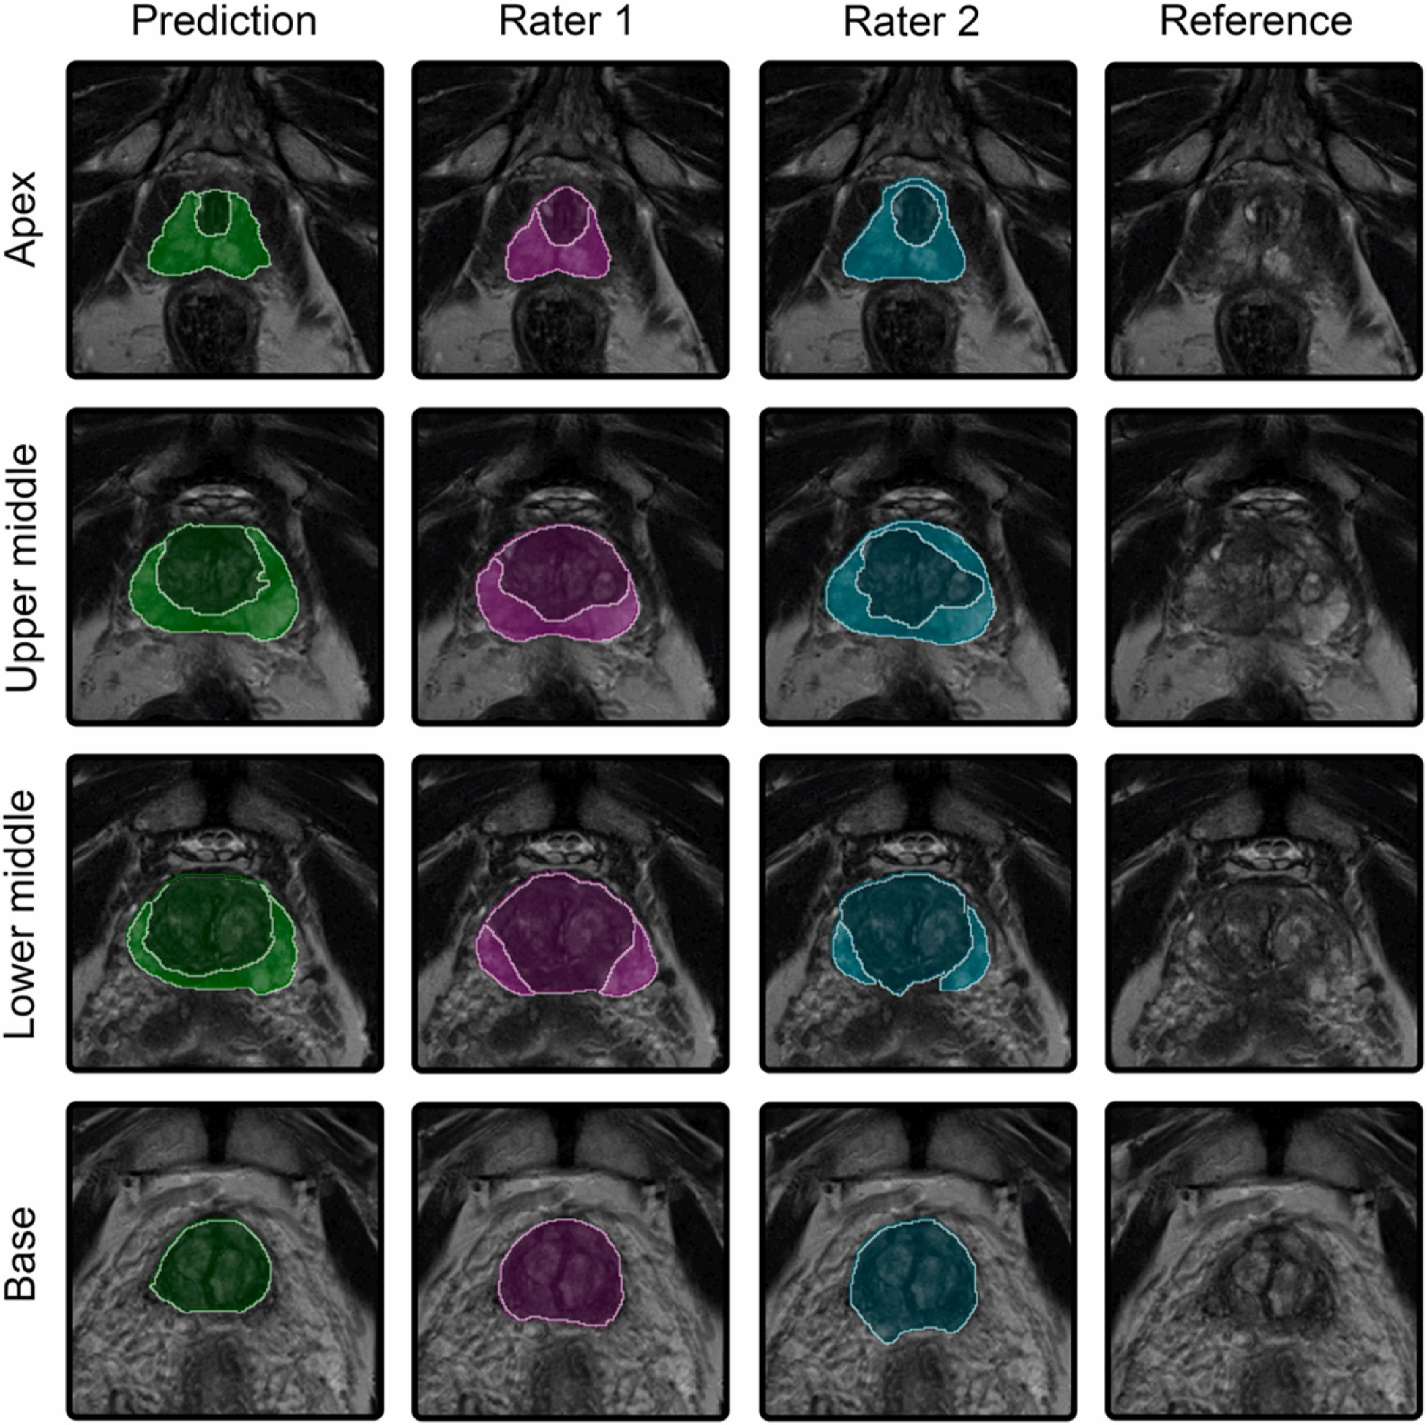 Prediction Rater 1 Rater 2 Reference
Apex
Upper middle
Lower middle
Base